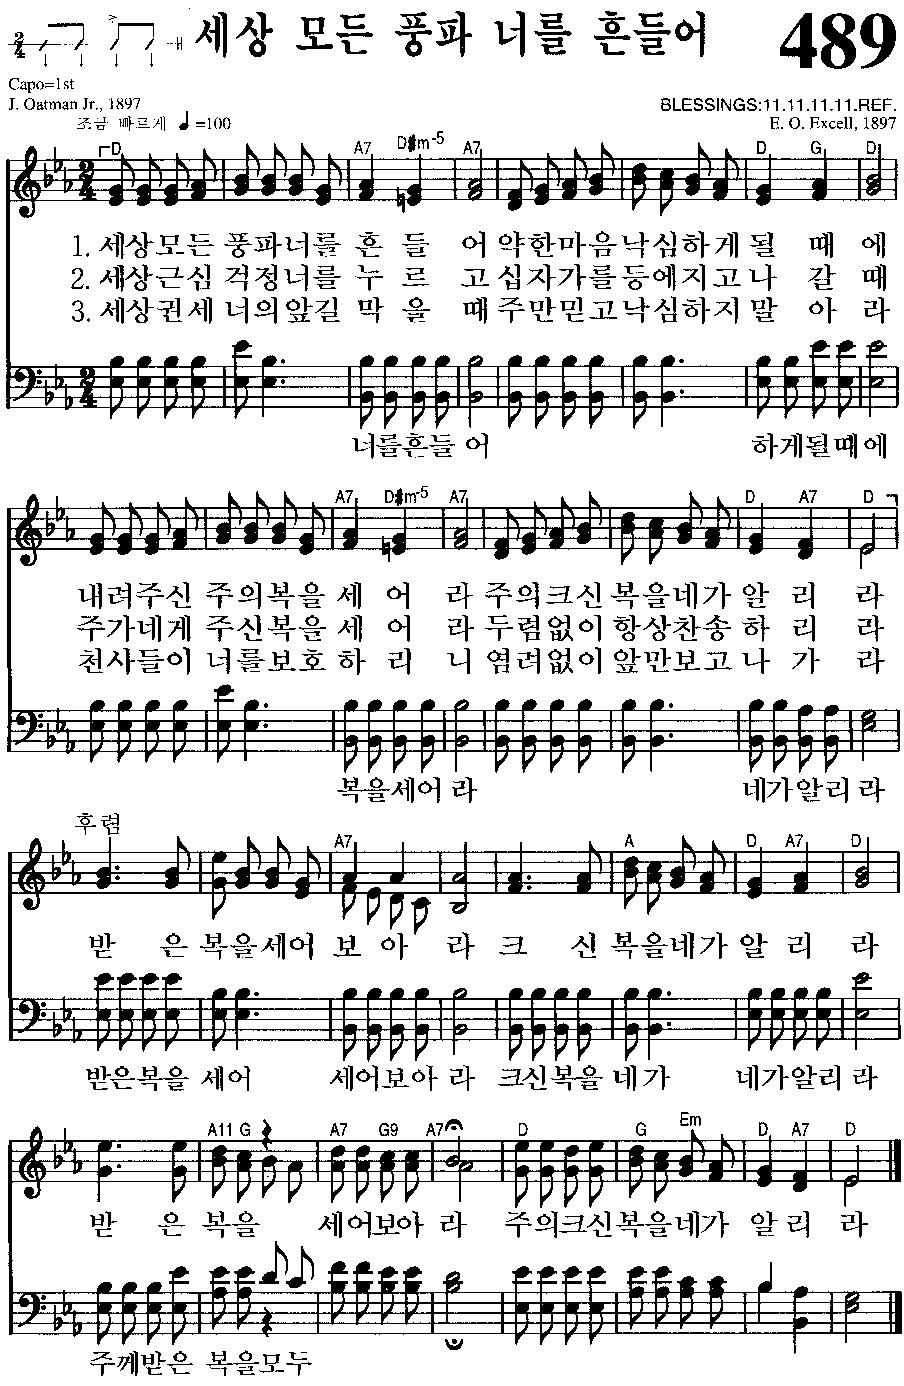 세상 모든 풍파 너를 흔들어 489
Capo=1st
J. Oatman Jr., 1897 BLESSINGS:11.11.11.11.REF.
조금 빠르게 ♩=100 E. O. Excell, 1897
D A7 D#m-5 A7 D G D
2/4
1. 세상모든 풍파너를 흔 들 어 약한마음낙심하게 될 때 에
2. 세상근심 걱정너를 누 르 고 십자가를등에지고나 갈 때
3. 세상권세 너의앞길 막 을 때 주만믿고낙심하지 말 아 라
2/4
너를흔들 어 하게될때에
A7 D#m-5 A7 D A7 D
내려주신 주의복을 세 어 라 주의크신 복을네가 알 리 라
주가네게 주신복을 세 어 라 두렴없이 항상찬송 하 리 라
천사들이 너를보호 하 리 니 염려없이 앞만보고 나 가 라
복을세어 라 네가알리 라
후렴
A7 A D A7 D
받 은 복을세어 보 아 라 크 신 복을네가 알 리 라
받은복을 세어 세어보아 라 크신복을 네가 네가알리 라
A11 G A7 G9 A7 D G Em D A7 D
받 은 복을 세어보아 라 주의크신복을네가 알 리 라
주께받은 복을모두